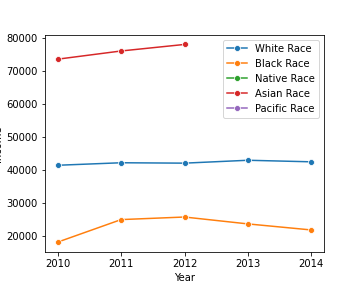 80000
70000
60000
50000
40000
30000
20000
2010 2011 2012 2013 2014
Year
White Race
Black Race
Native Race
Asian Race
Pacific Race